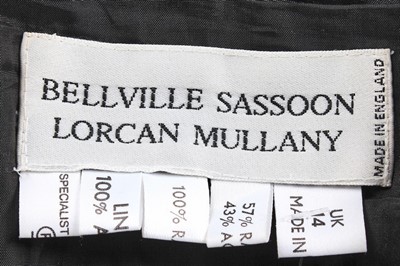 BELLVILLE SASSOON
LORCAN MULLANY
MADE IN ENGLAND
SPECIALIST
LIN
100% A
100% R
57% R
43% A
UK
14
MADE IN